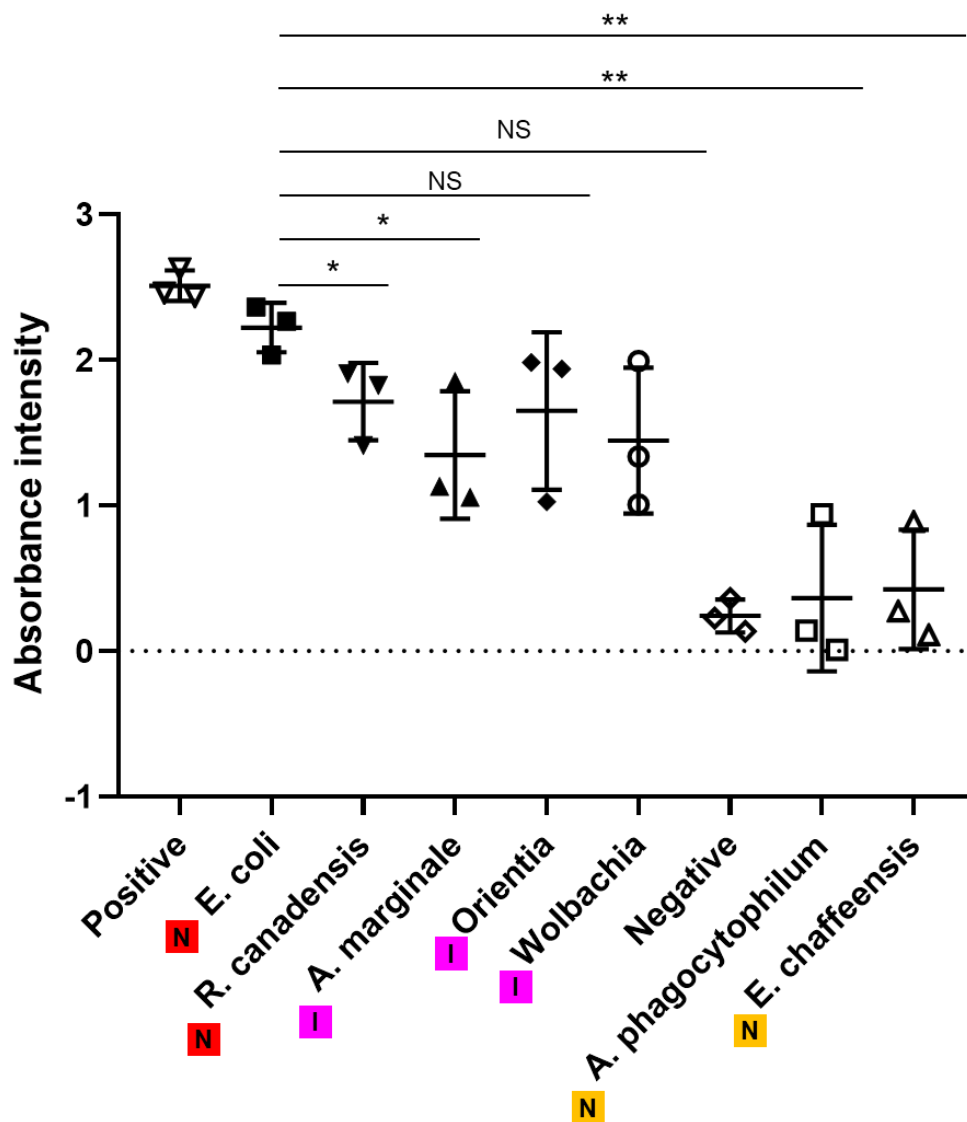 **
**
NS
NS
*
*
3
2
1
0
-1
Absorbance intensity
Positive
N E. coli
N R. canadensis
I A. marginale
I Orientia
I Wolbachia
Negative
N A. phagocytophilum
N E. chaffeensis